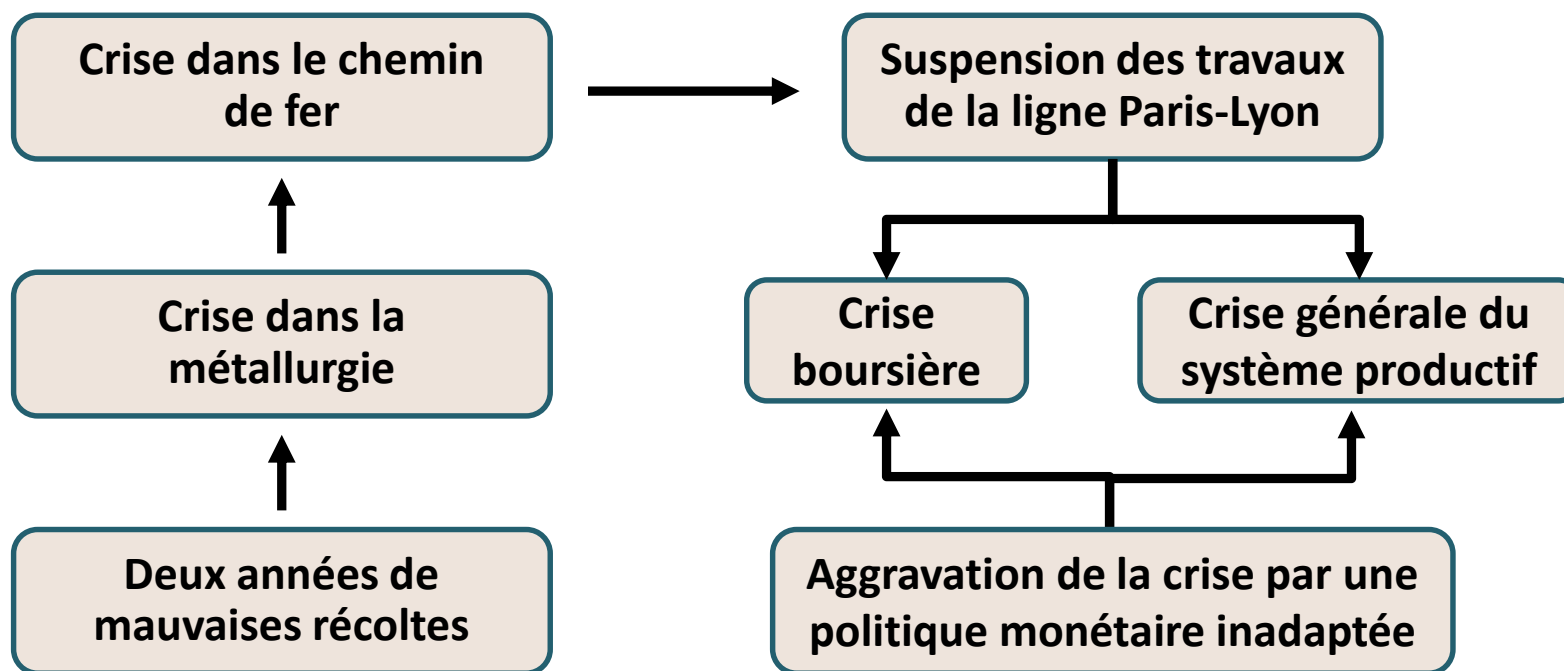 Crise dans le chemin
de fer
Suspension des travaux
de la ligne Paris-Lyon
Crise dans la
métallurgie
Crise
boursière
Crise générale du
système productif
Deux années de
mauvaises récoltes
Aggravation de la crise par une
politique monétaire inadaptée